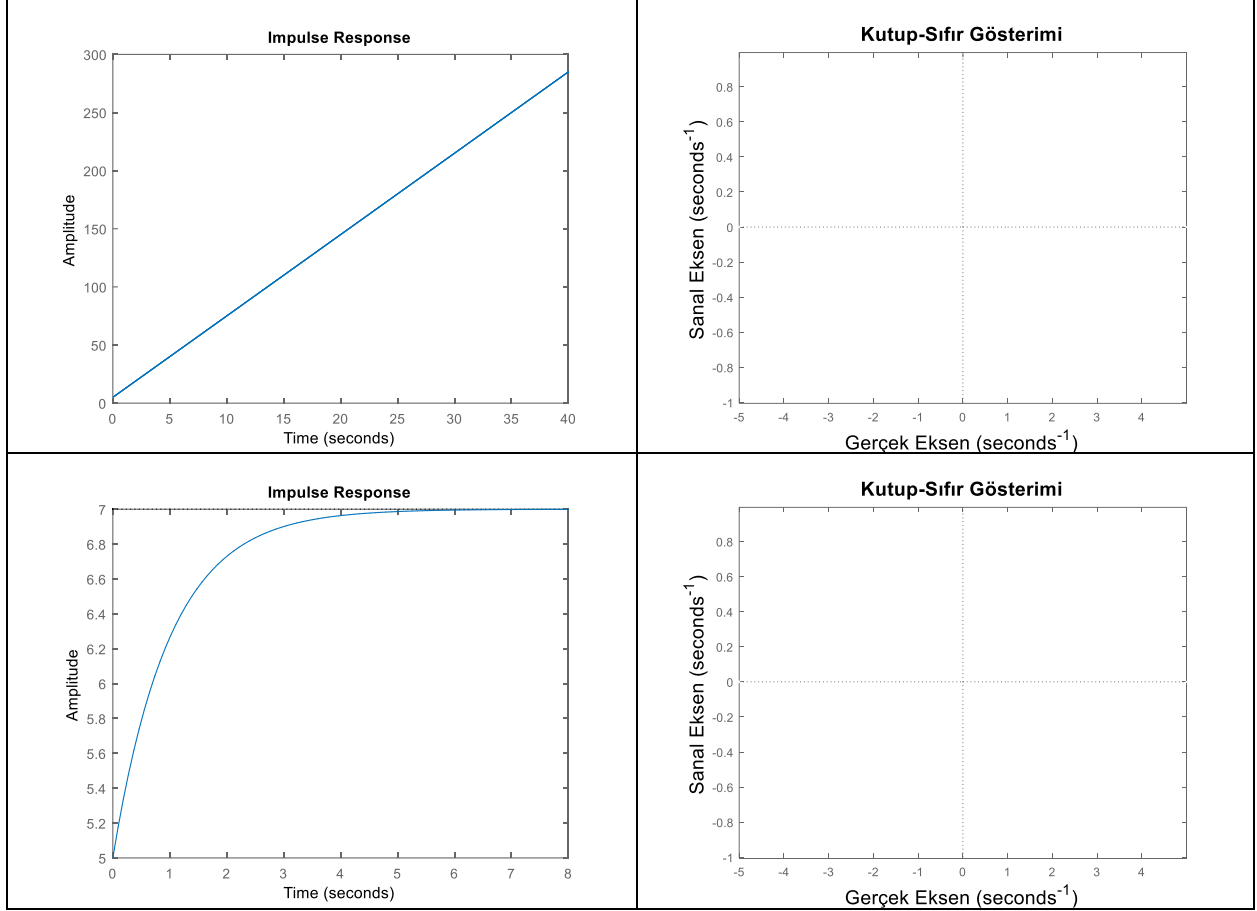 Impulse Response
300
250
200
150
100
50
0
Amplitude
0 5 10 15 20 25 30 35 40
Time (seconds)
Kutup-Sıfır Gösterimi
0.8
0.6
0.4
0.2
0
-0.2
-0.4
-0.6
-0.8
-1
Sanal Eksen (seconds⁻¹)
-5 -4 -3 -2 -1 0 1 2 3 4
Gerçek Eksen (seconds⁻¹)
Impulse Response
7
6.8
6.6
6.4
6.2
6
5.8
5.6
5.4
5.2
5
Amplitude
0 1 2 3 4 5 6 7 8
Time (seconds)
Kutup-Sıfır Gösterimi
0.8
0.6
0.4
0.2
0
-0.2
-0.4
-0.6
-0.8
-1
Sanal Eksen (seconds⁻¹)
-5 -4 -3 -2 -1 0 1 2 3 4
Gerçek Eksen (seconds⁻¹)